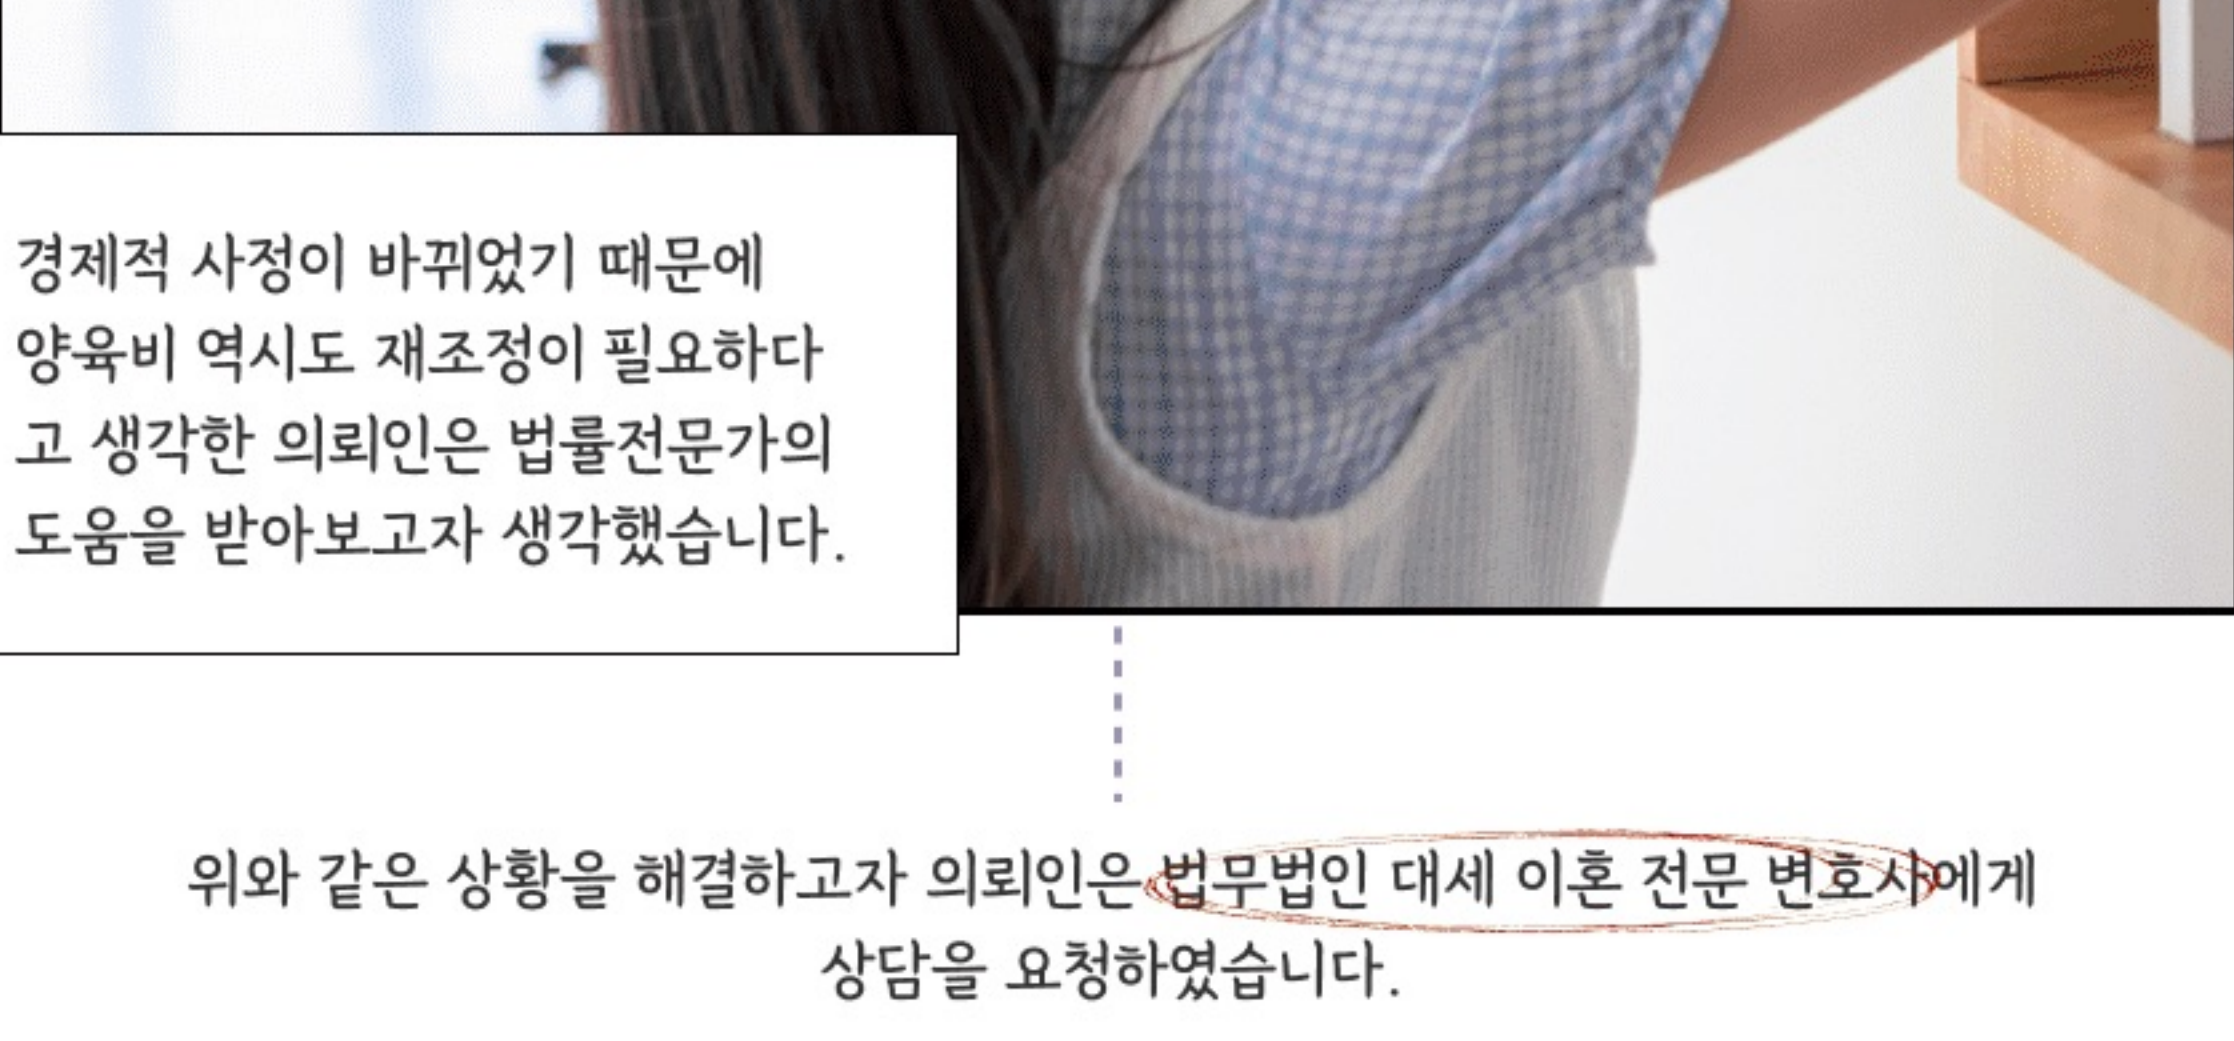 경제적 사정이 바뀌었기 때문에
양육비 역시도 재조정이 필요하다
고 생각한 의뢰인은 법률전문가의
도움을 받아보고자 생각했습니다.
위와 같은 상황을 해결하고자 의뢰인은 법무법인 대세 이혼 전문 변호사에게
상담을 요청하였습니다.